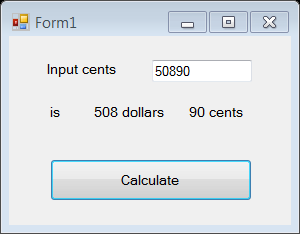 Form1
Input cents 50890
is 508 dollars 90 cents
Calculate